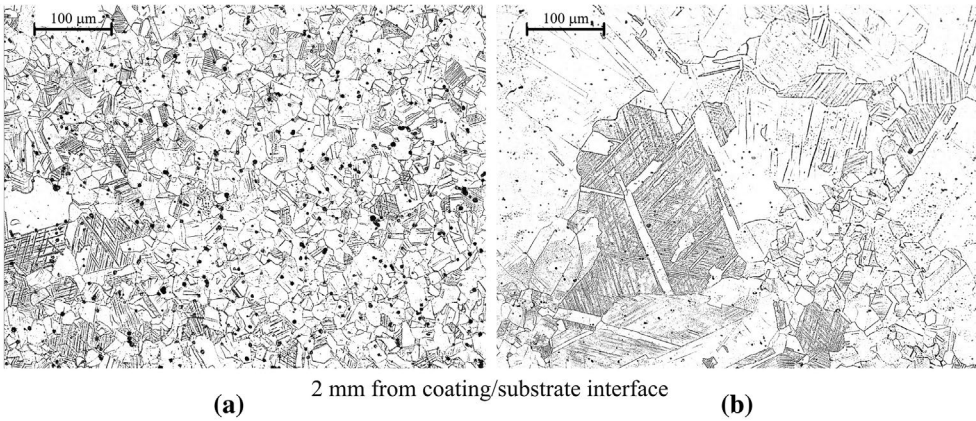 100 μm
100 μm
2 mm from coating/substrate interface
(a)
(b)